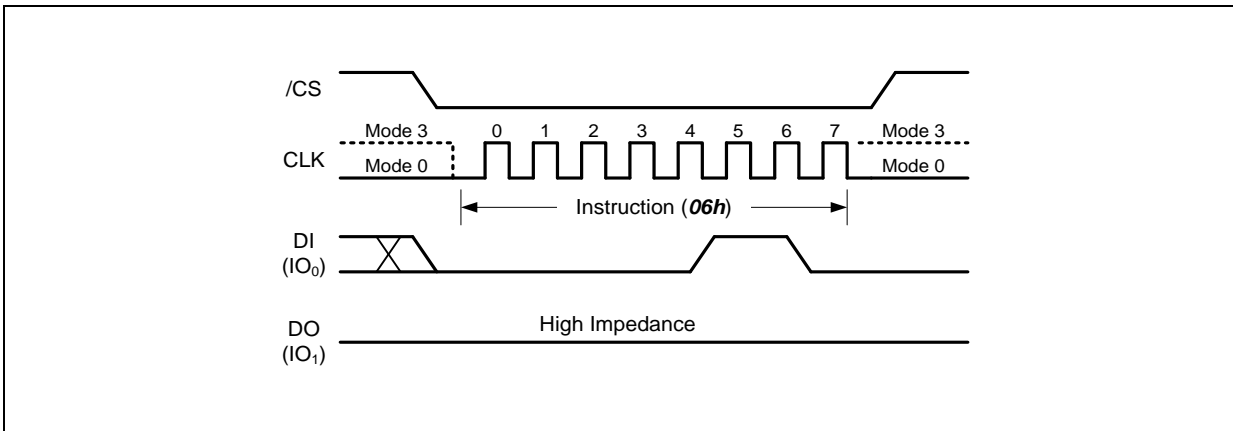 /CS
Mode 3 0 1 2 3 4 5 6 7 Mode 3
CLK
Mode 0 Mode 0
Instruction (06h)
DI
(IO₀)
High Impedance
DO
(IO₁)